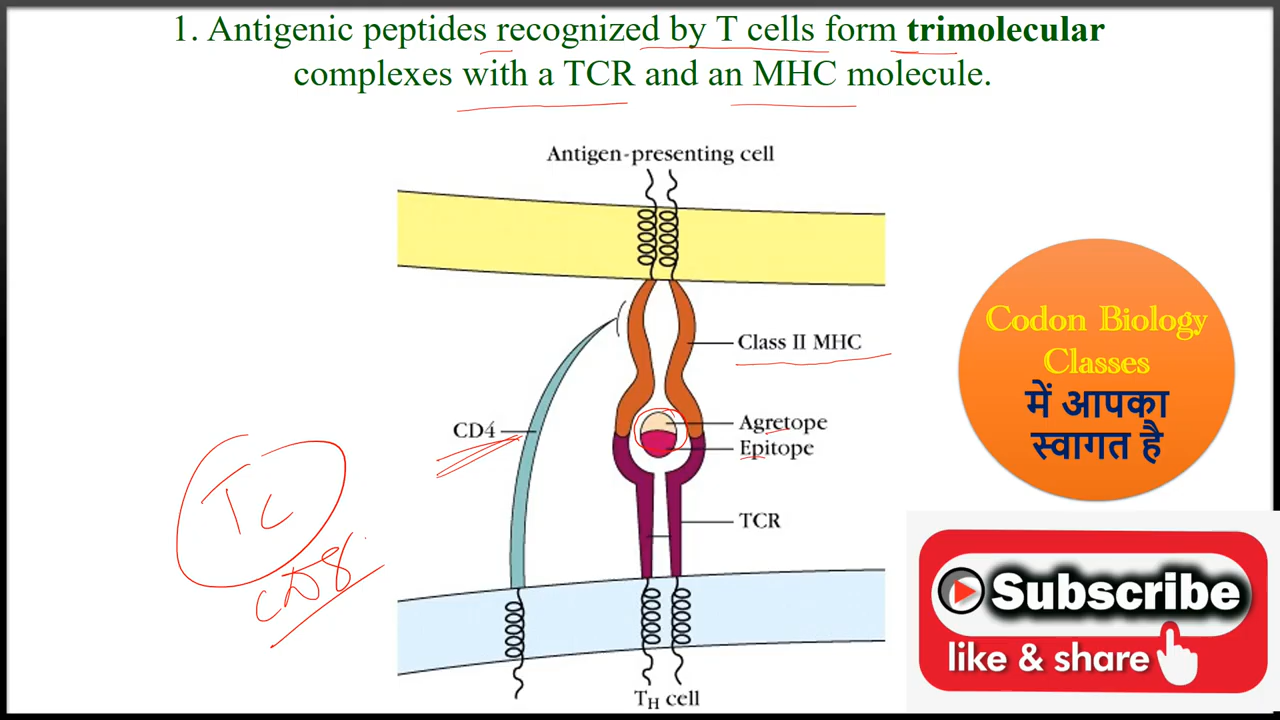 1. Antigenic peptides recognized by T cells form trimolecular
complexes with a TCR and an MHC molecule.
Antigen-presenting cell
Class II MHC
Agretope
CD4
Epitope
TCR
TH cell
Tc
CD8
Codon Biology
Classes
में आपका
स्वागत है
Subscribe
like & share